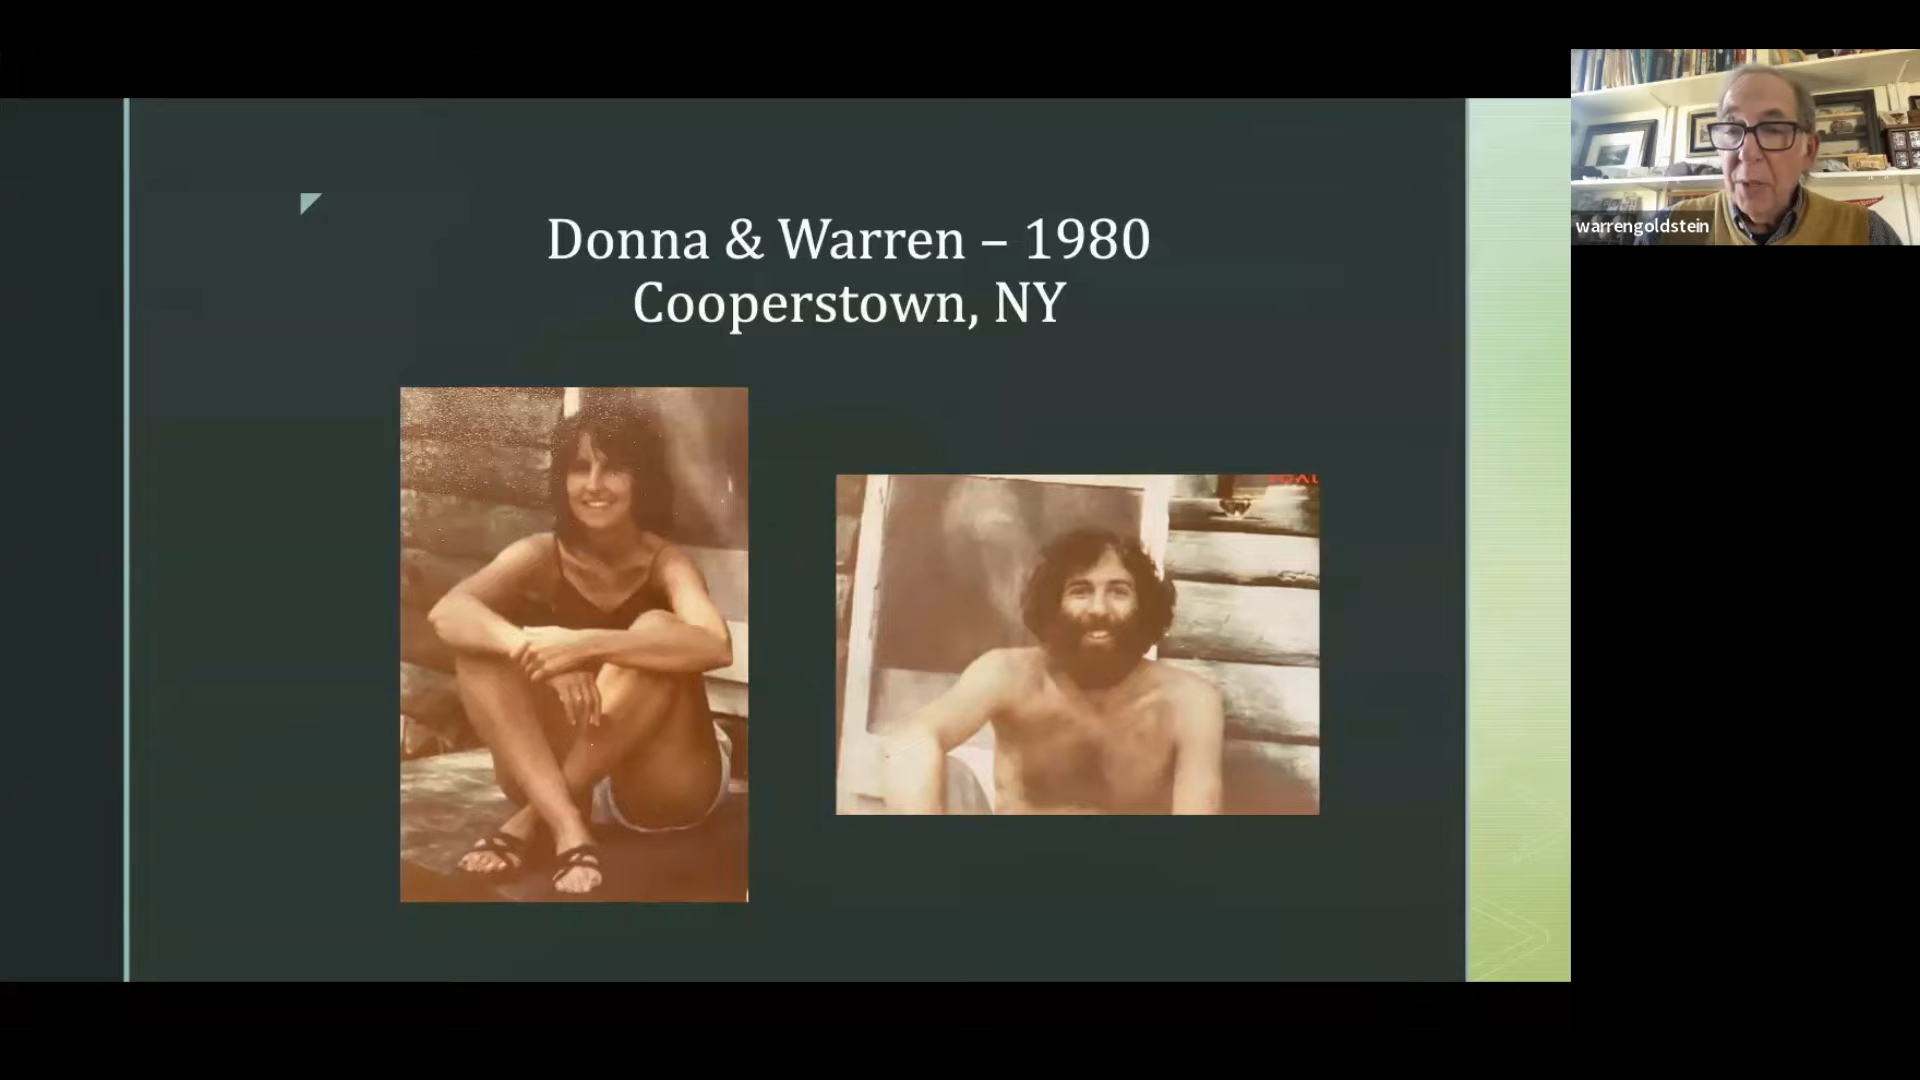 Donna & Warren – 1980
Cooperstown, NY
warrengoldstein